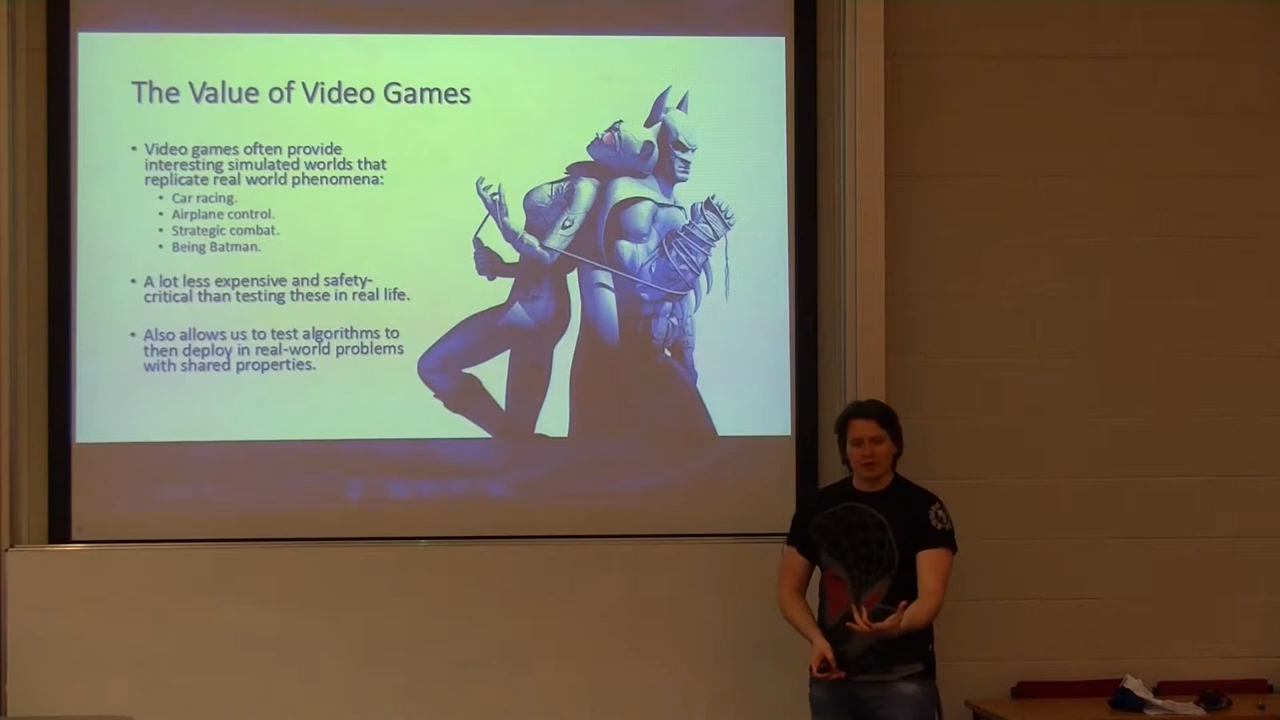 The Value of Video Games
• Video games often provide
interesting simulated worlds that
replicate real world phenomena:
• Car racing.
• Airplane control.
• Strategic combat.
• Being Batman.
• A lot less expensive and safety-
critical than testing these in real life.
• Also allows us to test algorithms to
then deploy in real-world problems
with shared properties.